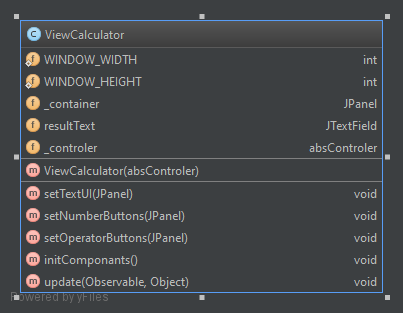 C ViewCalculator
f WINDOW_WIDTH int
f WINDOW_HEIGHT int
f _container JPanel
f resultText JTextField
f _controler absControler
m ViewCalculator(absControler)
m setTextUI(JPanel) void
m setNumberButtons(JPanel) void
m setOperatorButtons(JPanel) void
m initComponants() void
m update(Observable, Object) void
Powered by yFiles